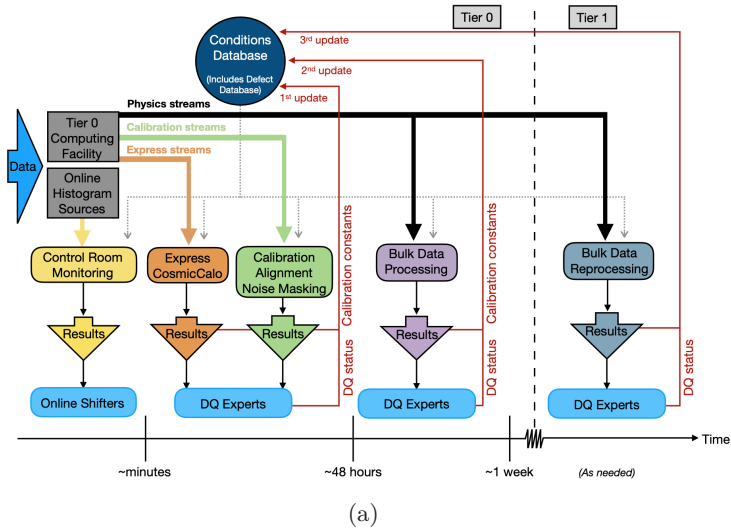 Tier 0
Tier 1
Conditions
Database
(Includes Defect
Database)
3rd update
2nd update
1st update
Physics streams
Calibration streams
Express streams
Data
Tier 0
Computing
Facility
Online
Histogram
Sources
Control Room
Monitoring
Express
CosmicCalo
Calibration
Alignment
Noise Masking
Bulk Data
Processing
Bulk Data
Reprocessing
Calibration constants
Calibration constants
Results
Results
Results
Results
Results
DQ status
DQ status
DQ status
Online Shifters
DQ Experts
DQ Experts
DQ Experts
Time
~minutes
~48 hours
~1 week
(As needed)
(a)